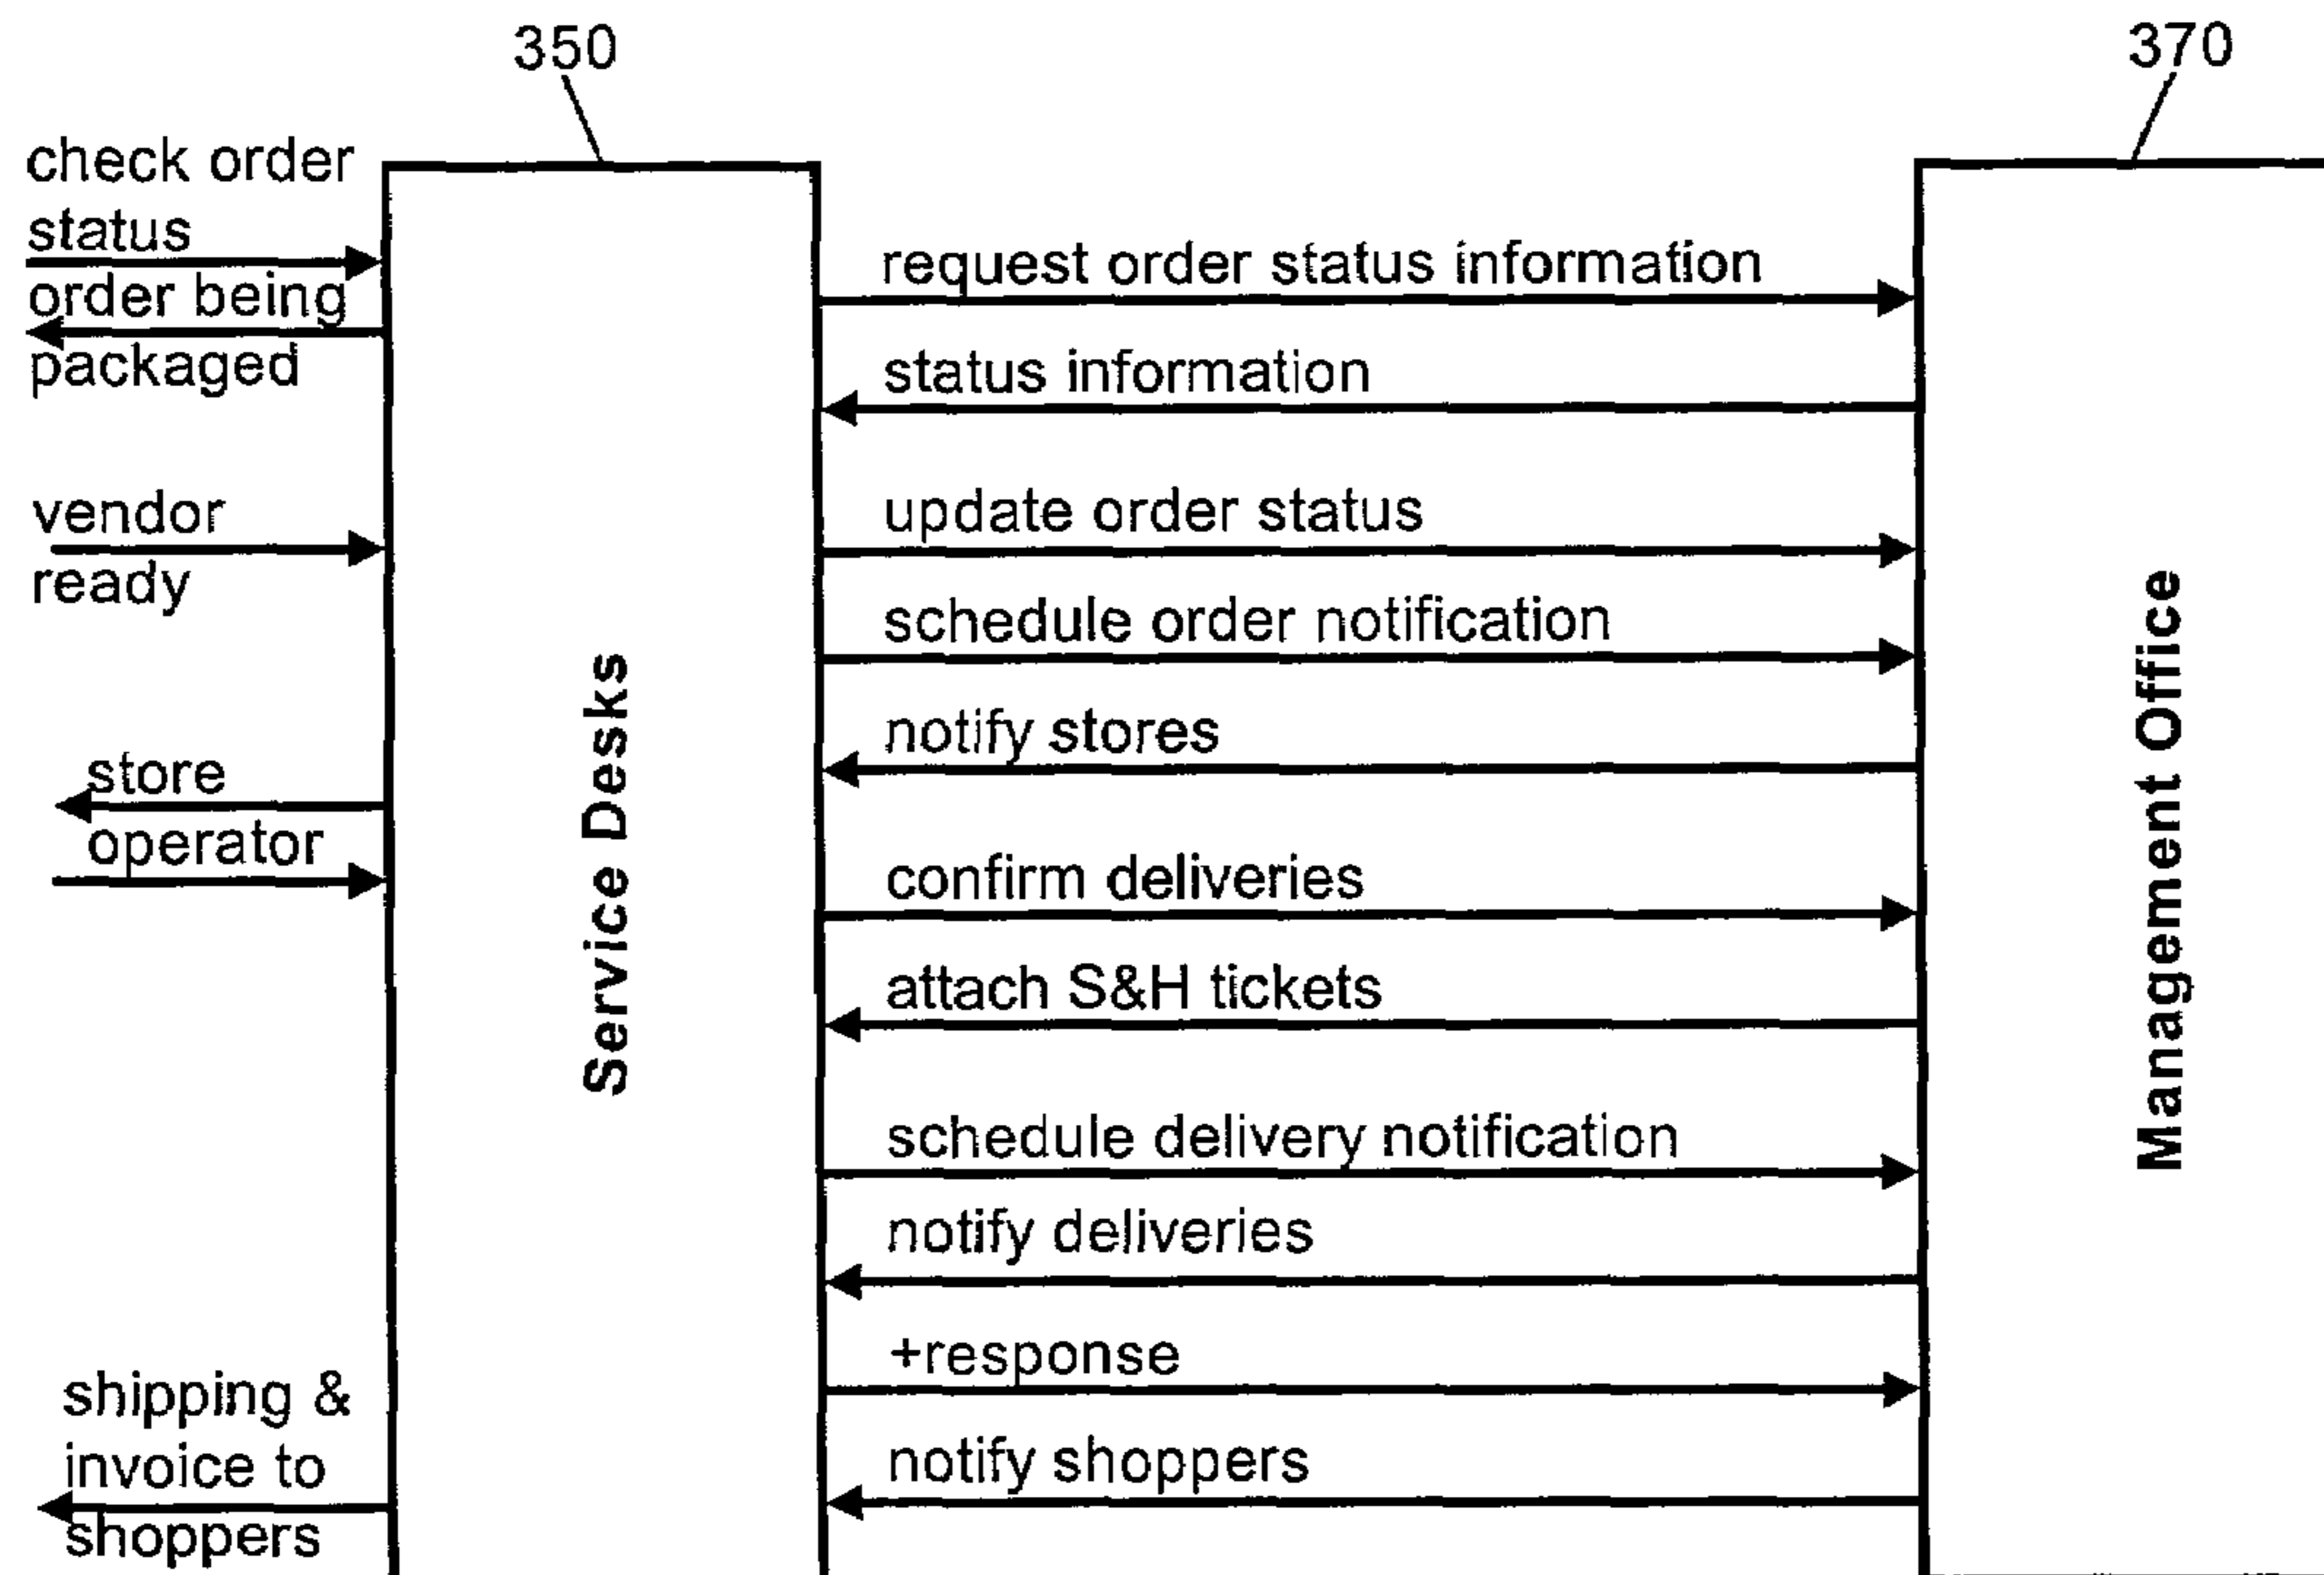 350
370
check order
status
order being
packaged
vendor
ready
store
operator
shipping &
invoice to
shoppers
Service Desks
request order status information
status information
update order status
schedule order notification
notify stores
confirm deliveries
attach S&H tickets
schedule delivery notification
notify deliveries
+response
notify shoppers
Management Office